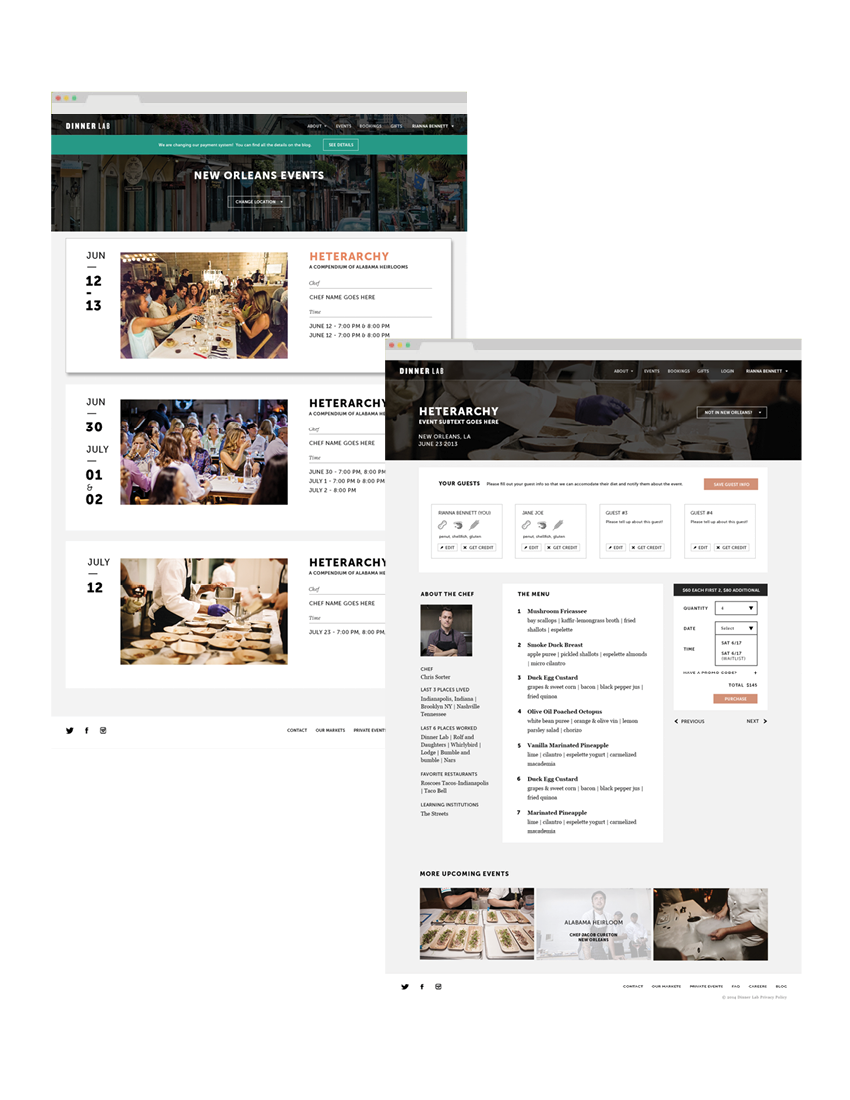 DINNER LAB
ABOUT
EVENTS
BOOKINGS
GIFTS
RIANNA BENNETT
We are changing our payment system! You can find all the details on the blog.
SEE DETAILS
NEW ORLEANS EVENTS
CHANGE LOCATION
JUN
—
12
-
13
HETERARCHY
A COMPENDIUM OF ALABAMA HEIRLOOMS
Chef
CHEF NAME GOES HERE
Time
JUNE 12 - 7:00 PM & 8:00 PM
JUNE 12 - 7:00 PM & 8:00 PM
JUN
—
30
JULY
—
01
&
02
HETERARCHY
A COMPENDIUM OF ALABAMA
Chef
CHEF NAME GOES HERE
Time
JUNE 30 - 7:00 PM, 8:00
JULY 1 - 7:00 PM & 8:00
JULY 2 - 8:00 PM
JULY
—
12
HETERARCHY
A COMPENDIUM OF ALABAMA
Chef
CHEF NAME GOES HERE
Time
JULY 23 - 7:00 PM, 8:00
CONTACT
OUR MARKETS
PRIVATE EVENTS
DINNER LAB
ABOUT
EVENTS
BOOKINGS
GIFTS
LOGIN
RIANNA BENNETT
HETERARCHY
EVENT SUBTEXT GOES HERE
NEW ORLEANS, LA
JUNE 23 2013
NOT IN NEW ORLEANS?
YOUR GUESTS
Please fill out your guest info so that we can accomodate their diet and notify them about the event.
SAVE GUEST INFO
RIANNA BENNETT (YOU)
penut, shellfish, gluten
EDIT
GET CREDIT
JANE JOE
penut, shellfish, gluten
EDIT
GET CREDIT
GUEST #3
Please tell up about this guest!
EDIT
GET CREDIT
GUEST #4
Please tell up about this guest!
EDIT
GET CREDIT
ABOUT THE CHEF
CHEF
Chris Sorter
LAST 3 PLACES LIVED
Indianapolis, Indiana |
Brooklyn NY | Nashville
Tennessee
LAST 6 PLACES WORKED
Dinner Lab | Rolf and
Daughters | Whirlybird |
Lodge | Bumble and
bumble | Nars
FAVORITE RESTAURANTS
Roscoes Tacos-Indianapolis
| Taco Bell
LEARNING INSTITUTIONS
The Streets
THE MENU
1 Mushroom Fricassee
bay scallops | kaffir-lemongrass broth | fried
shallots | espelette
2 Smoke Duck Breast
apple puree | pickled shallots | espelette almonds
| micro cilantro
3 Duck Egg Custard
grapes & sweet corn | bacon | black pepper jus |
fried quinoa
4 Olive Oil Poached Octopus
white bean puree | orange & olive vin | lemon
parsley salad | chorizo
5 Vanilla Marinated Pineapple
lime | cilantro | espelette yogurt | carmelized
macadamia
6 Duck Egg Custard
grapes & sweet corn | bacon | black pepper jus |
fried quinoa
7 Marinated Pineapple
lime | cilantro | espelette yogurt | carmelized
macadamia
$60 EACH FIRST 2, $80 ADDITIONAL
QUANTITY
4
DATE
Select
TIME
SAT 6/17
SAT 6/17
(WAITLIST)
HAVE A PROMO CODE?
+
TOTAL $145
PURCHASE
PREVIOUS
NEXT
MORE UPCOMING EVENTS
ALABAMA HEIRLOOM
CHEF JACOB CURETON
NEW ORLEANS
CONTACT
OUR MARKETS
PRIVATE EVENTS
FAQ
CAREERS
BLOG
© 2014 Dinner Lab Privacy Policy